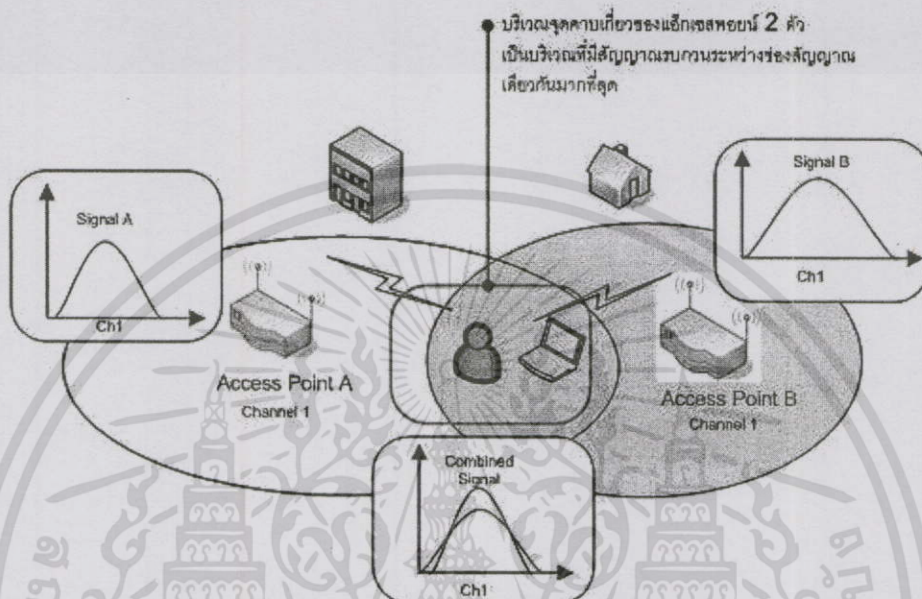 บริเวณจุดคาบเกี่ยวของแอ็กเซสพอยน์ 2 ตัว
เป็นบริเวณที่มีสัญญาณรบกวนระหว่างช่องสัญญาณ
เดียวกันมากที่สุด
Signal A
Ch1
Signal B
Ch1
Access Point A
Channel 1
Access Point B
Channel 1
Combined
Signal
Ch1